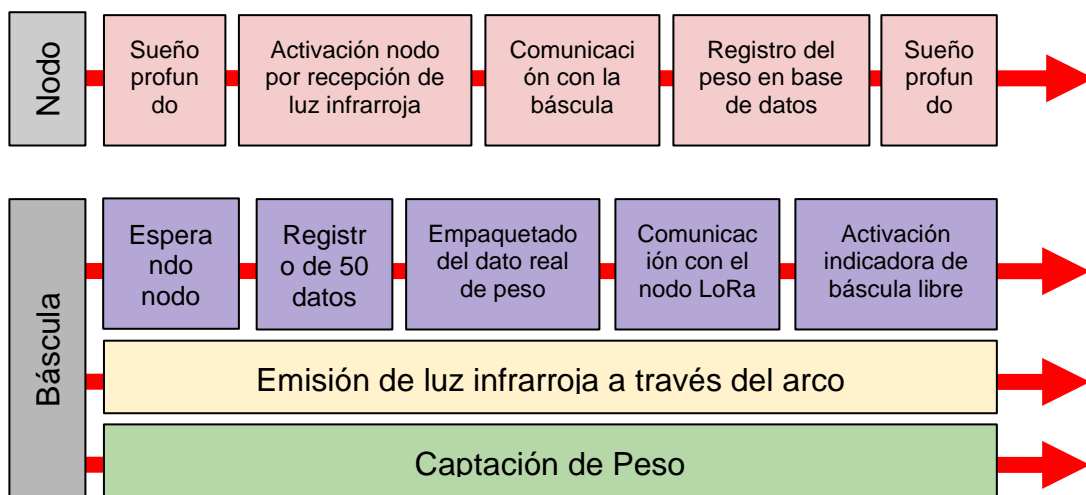 Nodo
Sueño
profun
do
Activación nodo
por recepción de
luz infrarroja
Comunicaci
ón con la
báscula
Registro del
peso en base
de datos
Sueño
profun
do
Báscula
Espera
ndo
nodo
Registr
o de 50
datos
Empaquetado
del dato real
de peso
Comunicac
ión con el
nodo LoRa
Activación
indicadora de
báscula libre
Emisión de luz infrarroja a través del arco
Captación de Peso